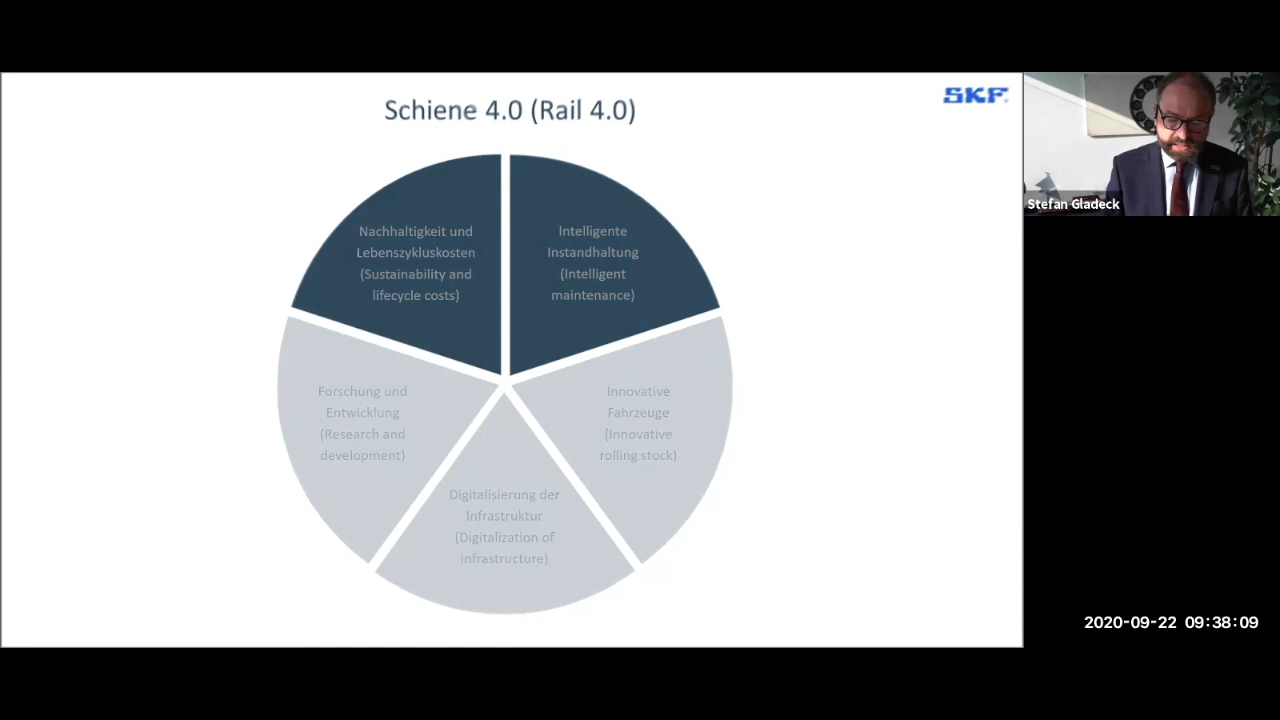 Schiene 4.0 (Rail 4.0)
SKF
Nachhaltigkeit und
Lebenszykluskosten
(Sustainability and
lifecycle costs)
Intelligente
Instandhaltung
(Intelligent
maintenance)
Forschung und
Entwicklung
(Research and
development)
Innovative
Fahrzeuge
(Innovative
rolling stock)
Digitalisierung der
Infrastruktur
(Digitalization of
infrastructure)
Stefan Gladeck
2020-09-22 09:38:09